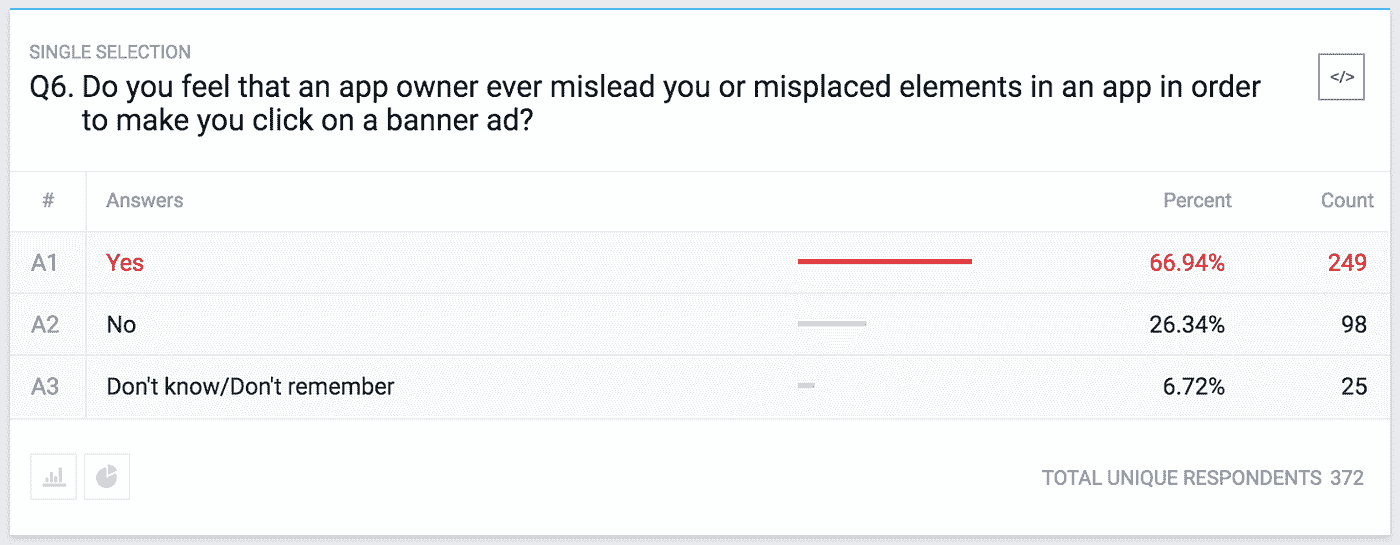 SINGLE SELECTION
Q6. Do you feel that an app owner ever mislead you or misplaced elements in an app in order
to make you click on a banner ad?
</>
# Answers Percent Count
A1 Yes 66.94% 249
A2 No 26.34% 98
A3 Don't know/Don't remember 6.72% 25
TOTAL UNIQUE RESPONDENTS 372